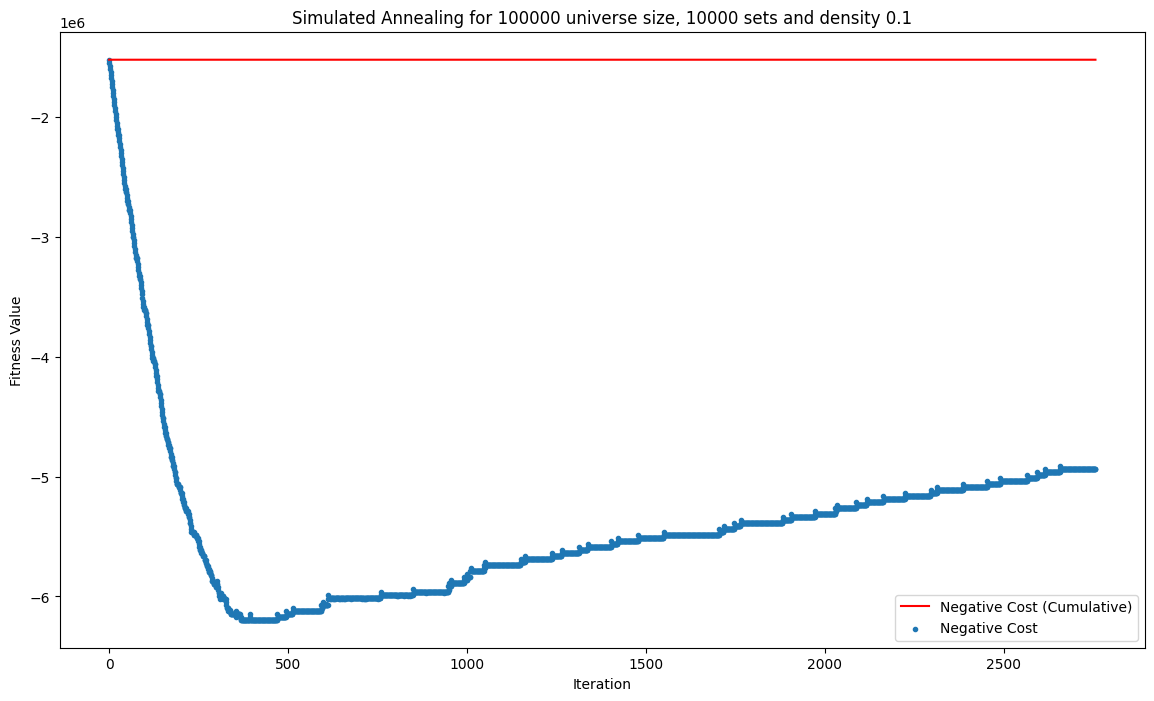 Simulated Annealing for 100000 universe size, 10000 sets and density 0.1
1e6
−2
−3
−4
−5
−6
Fitness Value
0
500
1000
1500
2000
2500
Iteration
Negative Cost (Cumulative)
Negative Cost